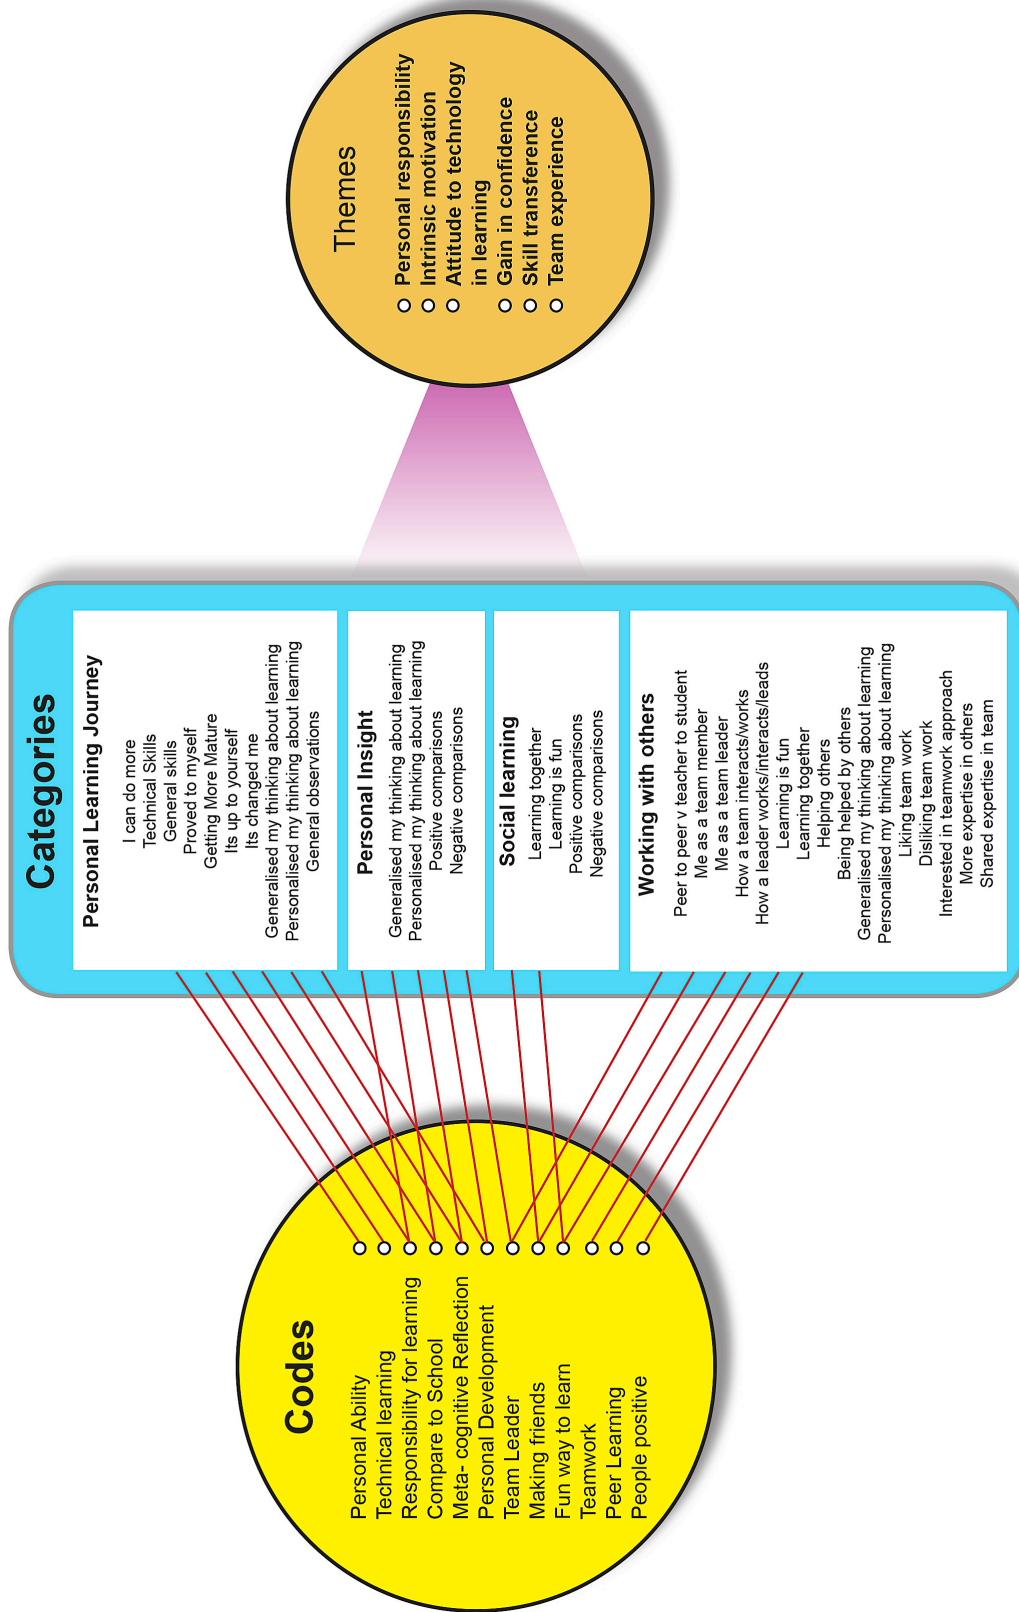 Codes
Personal Ability
Technical learning
Responsibility for learning
Compare to School
Meta- cognitive Reflection
Personal Development
Team Leader
Making friends
Fun way to learn
Teamwork
Peer Learning
People positive
Categories
Personal Learning Journey
I can do more
Technical Skills
General skills
Proved to myself
Getting More Mature
Its up to yourself
Its changed me
Generalised my thinking about learning
Personalised my thinking about learning
General observations
Personal Insight
Generalised my thinking about learning
Personalised my thinking about learning
Positive comparisons
Negative comparisons
Social learning
Learning together
Learning is fun
Positive comparisons
Negative comparisons
Working with others
Peer to peer v teacher to student
Me as a team member
Me as a team leader
How a team interacts/works
How a leader works/interacts/leads
Learning is fun
Learning together
Helping others
Being helped by others
Generalised my thinking about learning
Personalised my thinking about learning
Liking team work
Disliking team work
Interested in teamwork approach
More expertise in others
Shared expertise in team
Themes
Personal responsibility
Intrinsic motivation
Attitude to technology
in learning
Gain in confidence
Skill transference
Team experience